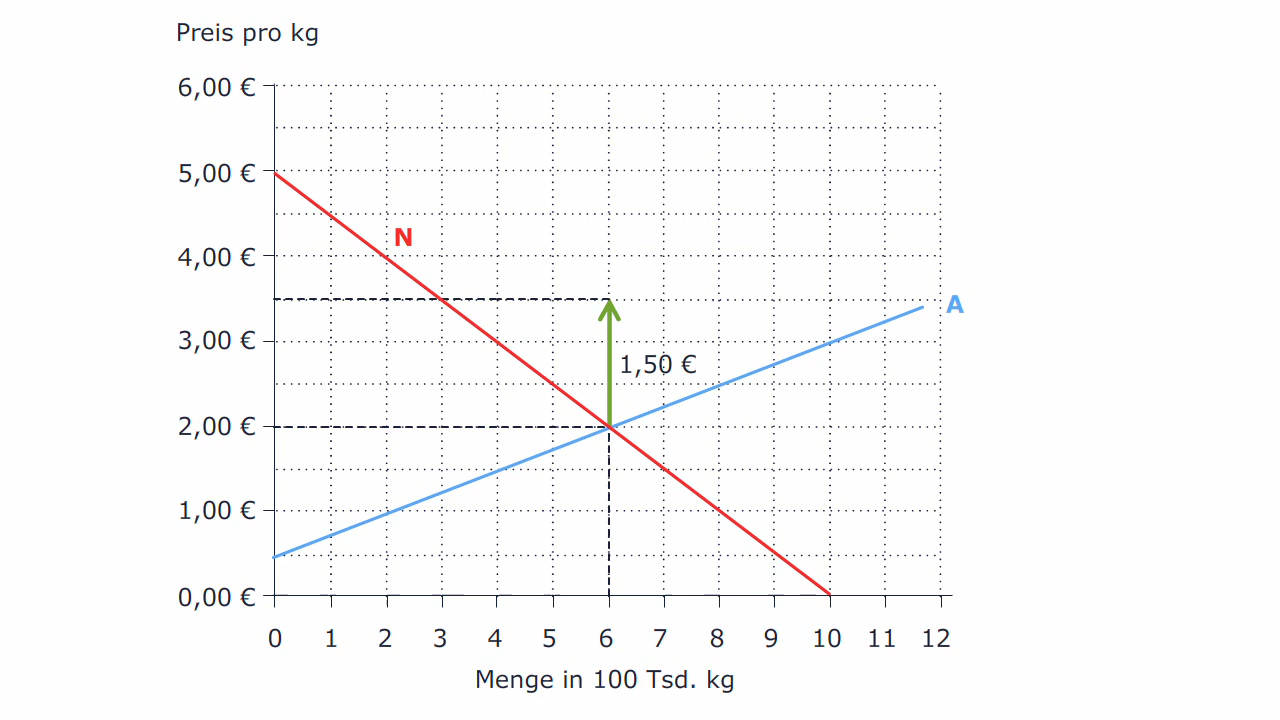 Preis pro kg
6,00 €
5,00 €
N
4,00 €
A
3,00 €
1,50 €
2,00 €
1,00 €
0,00 €
0 1 2 3 4 5 6 7 8 9 10 11 12
Menge in 100 Tsd. kg